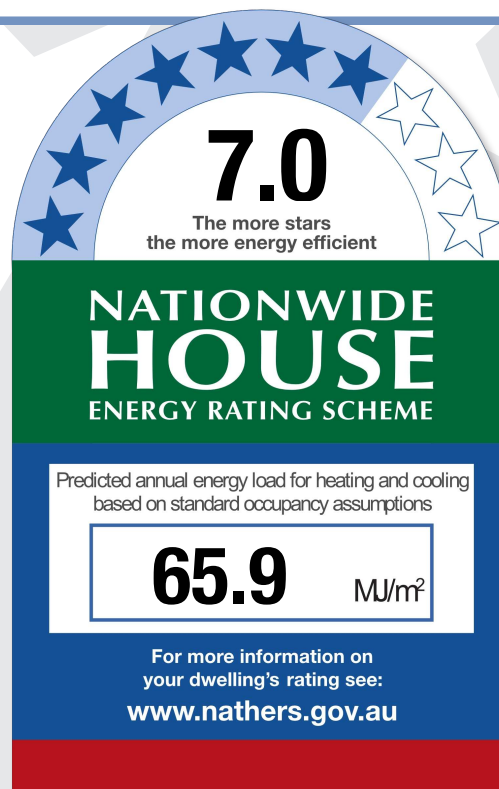 7.0
The more stars
the more energy efficient
NATIONWIDE
HOUSE
ENERGY RATING SCHEME
Predicted annual energy load for heating and cooling
based on standard occupancy assumptions
65.9 MJ/m²
For more information on
your dwelling's rating see:
www.nathers.gov.au